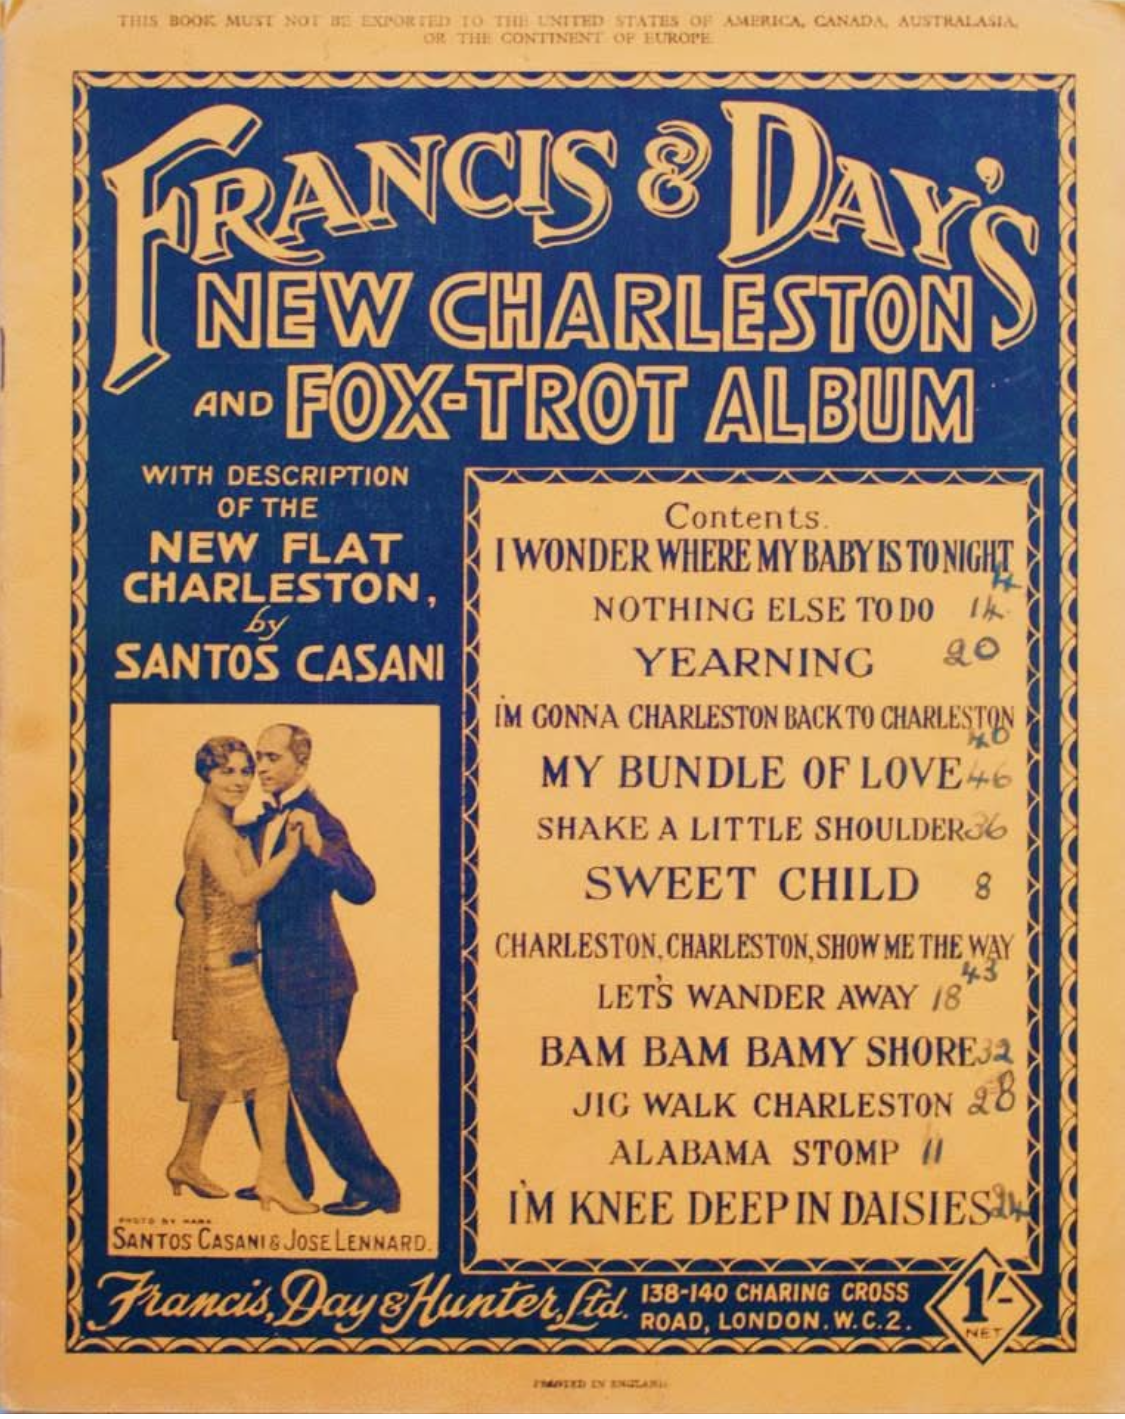 THIS BOOK MUST NOT BE EXPORTED TO THE UNITED STATES OF AMERICA, CANADA, AUSTRALASIA,
OR THE CONTINENT OF EUROPE.
FRANCIS & DAY'S
NEW CHARLESTON
AND FOX-TROT ALBUM
WITH DESCRIPTION
OF THE
NEW FLAT
CHARLESTON,
by
SANTOS CASANI
PHOTO BY
SANTOS CASANI & JOSE LENNARD.
Contents.
I WONDER WHERE MY BABY IS TO NIGHT 4
NOTHING ELSE TO DO 14
YEARNING 20
I'M GONNA CHARLESTON BACK TO CHARLESTON
40
MY BUNDLE OF LOVE 46
SHAKE A LITTLE SHOULDER 36
SWEET CHILD 8
CHARLESTON, CHARLESTON, SHOW ME THE WAY
43
LET'S WANDER AWAY 18
BAM BAM BAMY SHORE 32
JIG WALK CHARLESTON 28
ALABAMA STOMP 11
I'M KNEE DEEP IN DAISIES 24
Francis, Day & Hunter, Ltd. 138-140 CHARING CROSS
ROAD, LONDON. W.C.2.
1/-
NET
PRINTED IN ENGLAND.